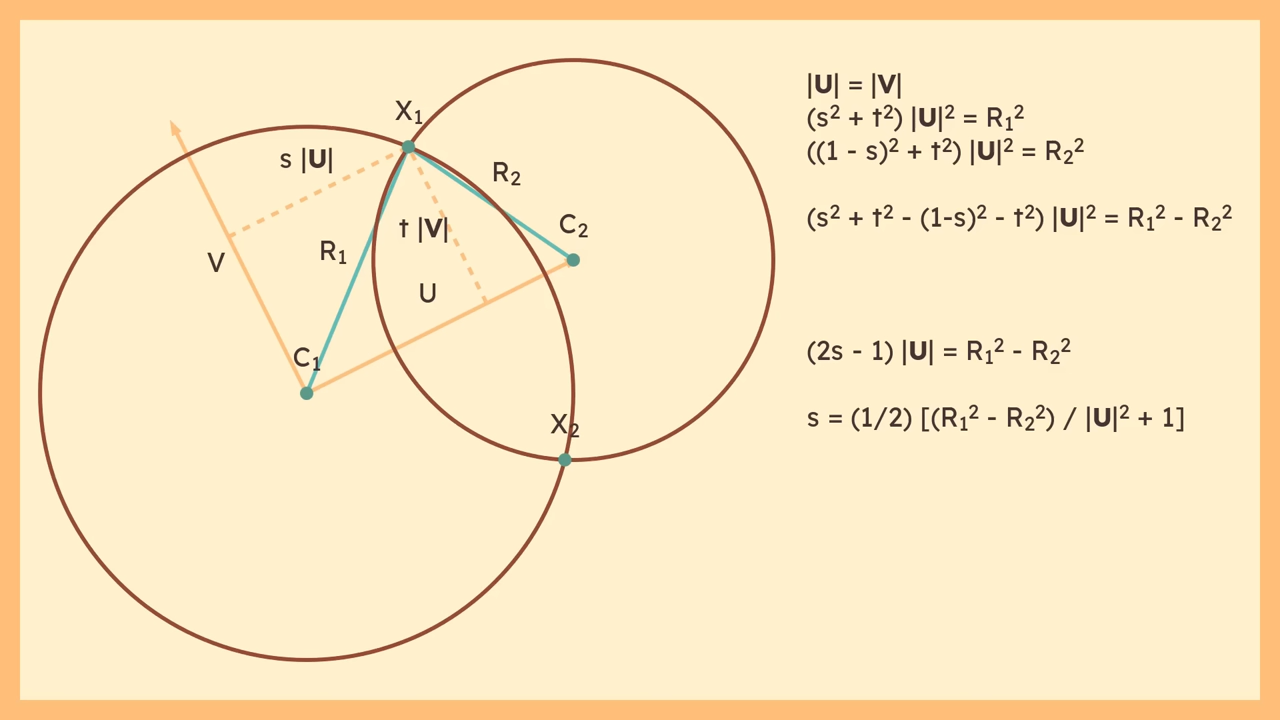 X₁
s |U|
R₂
t |V|
C₂
R₁
V
U
C₁
X₂
|U| = |V|
(s² + t²) |U|² = R₁²
((1 - s)² + t²) |U|² = R₂²
(s² + t² - (1-s)² - t²) |U|² = R₁² - R₂²
(2s - 1) |U| = R₁² - R₂²
s = (1/2) [(R₁² - R₂²) / |U|² + 1]